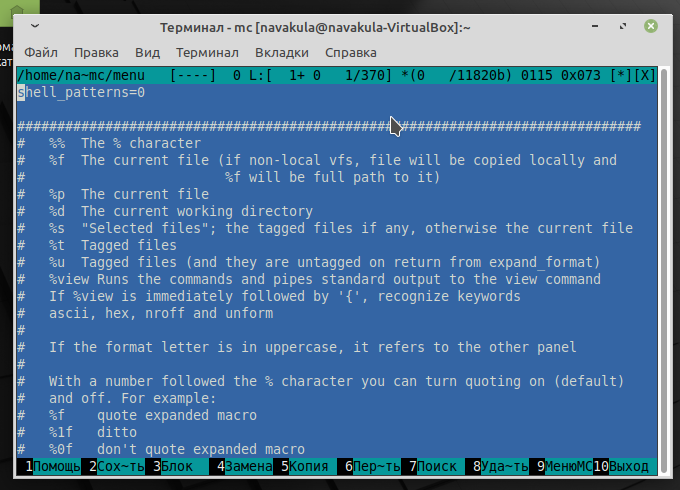 Терминал - mc [navakula@navakula-VirtualBox]:~
Файл Правка Вид Терминал Вкладки Справка
/home/na~mc/menu [----] 0 L:[ 1+ 0 1/370] *(0 /11820b) 0115 0x073 [*][X]
shell_patterns=0
##############################################################################
# %% The % character
# %f The current file (if non-local vfs, file will be copied locally and
# %f will be full path to it)
# %p The current file
# %d The current working directory
# %s "Selected files"; the tagged files if any, otherwise the current file
# %t Tagged files
# %u Tagged files (and they are untagged on return from expand_format)
# %view Runs the commands and pipes standard output to the view command
# If %view is immediately followed by '{', recognize keywords
# ascii, hex, nroff and unform
#
# If the format letter is in uppercase, it refers to the other panel
#
# With a number followed the % character you can turn quoting on (default)
# and off. For example:
# %f quote expanded macro
# %1f ditto
# %0f don't quote expanded macro
1Помощь 2Сох~ть 3Блок 4Замена 5Копия 6Пер~ть 7Поиск 8Уда~ть 9МенюMC 10Выход